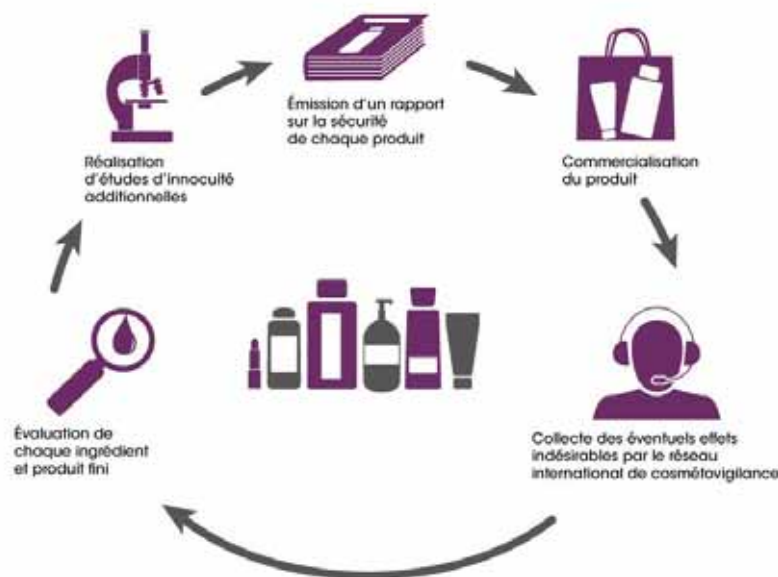 Émission d'un rapport
sur la sécurité
de chaque produit
Réalisation
d'études d'innocuité
additionnelles
Commercialisation
du produit
Évaluation de
chaque ingrédient
et produit fini
Collecte des éventuels effets
indésirables par le réseau
international de cosmétovigilance